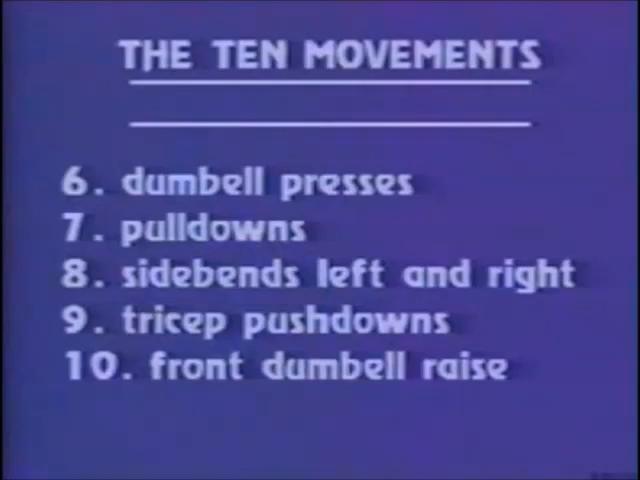 THE TEN MOVEMENTS
6. dumbell presses
7. pulldowns
8. sidebends left and right
9. tricep pushdowns
10. front dumbell raise